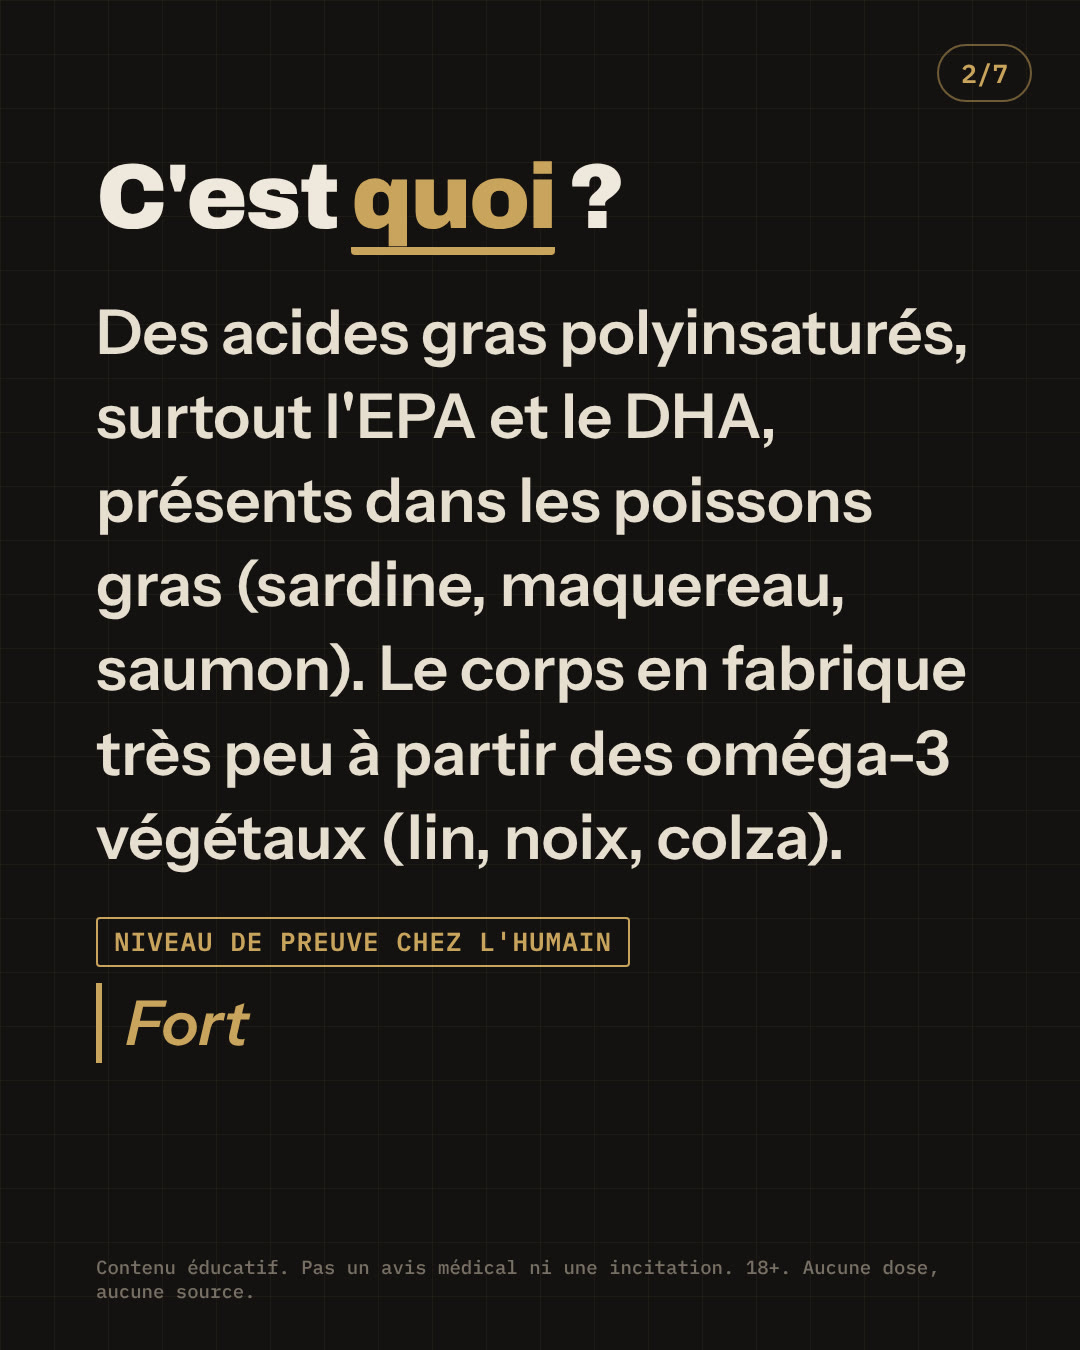 2/7
C'est quoi ?
Des acides gras polyinsaturés,
surtout l'EPA et le DHA,
présents dans les poissons
gras (sardine, maquereau,
saumon). Le corps en fabrique
très peu à partir des oméga-3
végétaux (lin, noix, colza).
NIVEAU DE PREUVE CHEZ L'HUMAIN
Fort
Contenu éducatif. Pas un avis médical ni une incitation. 18+. Aucune dose,
aucune source.